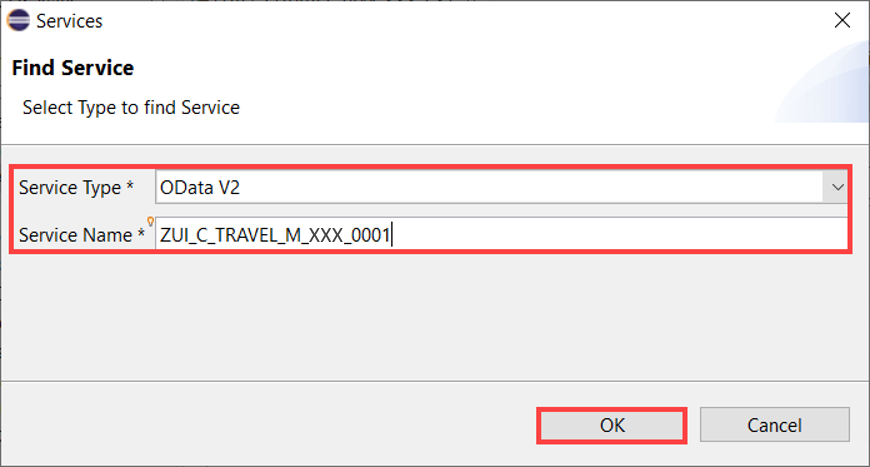 Services
Find Service
Select Type to find Service
Service Type * OData V2
Service Name * ZUI_C_TRAVEL_M_XXX_0001
OK Cancel